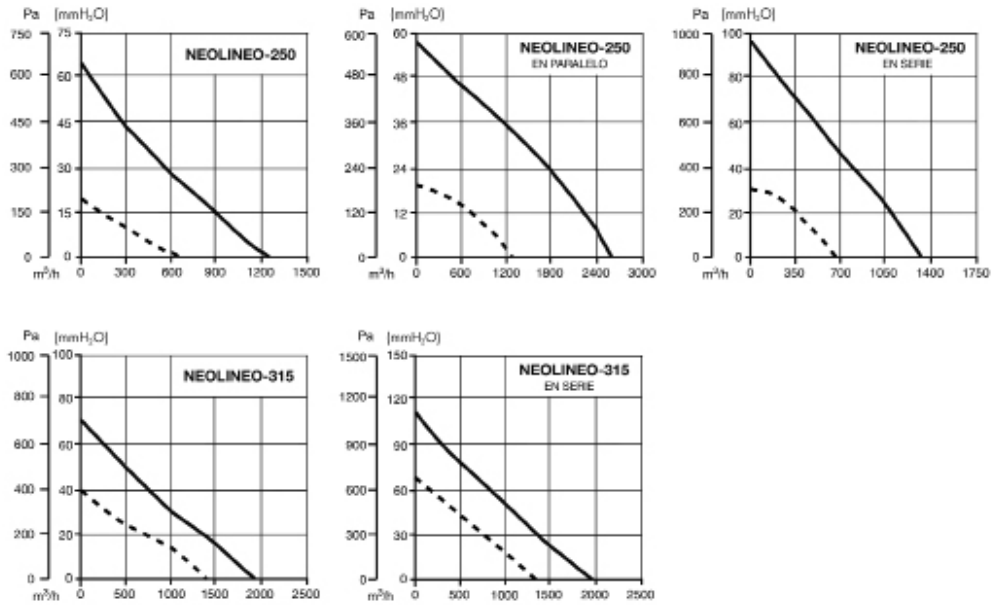 Pa [mmH₂O]
750 75
NEOLINEO-250
600 60
450 45
300 30
150 15
0 0
m³/h 0 300 600 900 1200 1500
Pa [mmH₂O]
600 60
NEOLINEO-250
EN PARALELO
480 48
360 36
240 24
120 12
0 0
m³/h 0 600 1200 1800 2400 3000
Pa [mmH₂O]
1000 100
NEOLINEO-250
EN SERIE
800 80
600 60
400 40
200 20
0 0
m³/h 0 350 700 1050 1400 1750
Pa [mmH₂O]
1000 100
NEOLINEO-315
800 80
600 60
400 40
200 20
0 0
m³/h 0 500 1000 1500 2000 2500
Pa [mmH₂O]
1500 150
NEOLINEO-315
EN SERIE
1200 120
900 90
600 60
300 30
0 0
m³/h 0 500 1000 1500 2000 2500